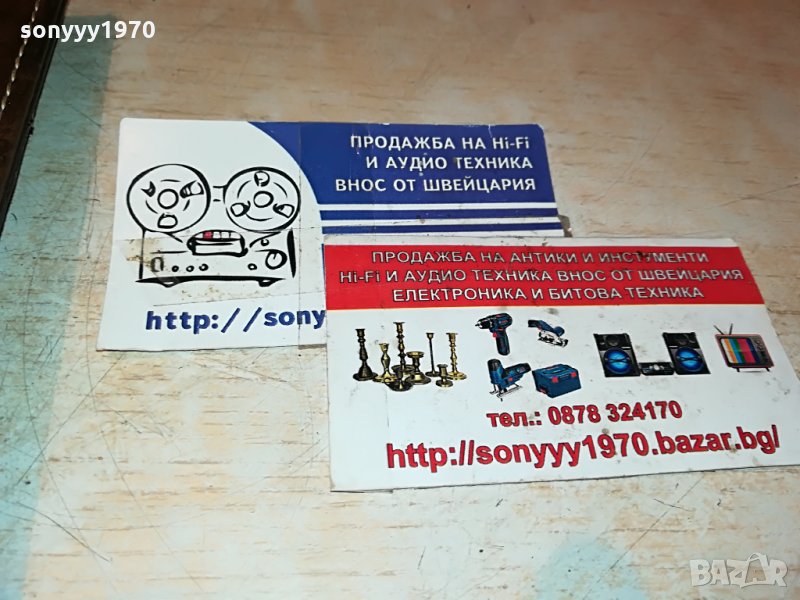 sonyyy1970
ПРОДАЖБА НА Hi-Fi
И АУДИО ТЕХНИКА
ВНОС ОТ ШВЕЙЦАРИЯ
http://sony
ПРОДАЖБА НА АНТИКИ И ИНСТРУМЕНТИ
Hi-Fi И АУДИО ТЕХНИКА ВНОС ОТ ШВЕЙЦАРИЯ
ЕЛЕКТРОНИКА И БИТОВА ТЕХНИКА
тел.: 0878 324170
http://sonyyy1970.bazar.bg/
BAZAR